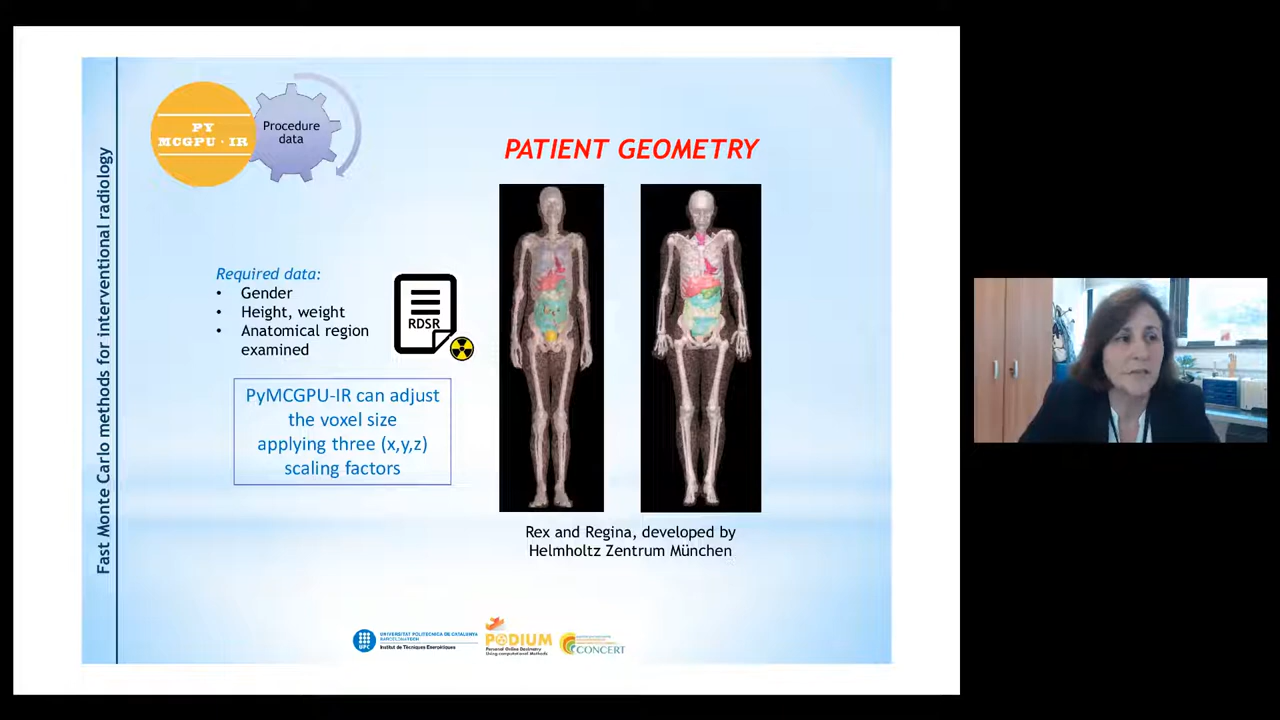 Fast Monte Carlo methods for interventional radiology
PY
MCGPU·IR
Procedure
data
PATIENT GEOMETRY
Required data:
• Gender
• Height, weight
• Anatomical region
examined
RDSR
PyMCGPU-IR can adjust
the voxel size
applying three (x,y,z)
scaling factors
Rex and Regina, developed by
Helmholtz Zentrum München
UPC
UNIVERSITAT POLITÈCNICA DE CATALUNYA
BARCELONATECH
Institut de Tècniques Energètiques
PODIUM
Personal Online Dosimetry
Using computational Methods
CONCERT